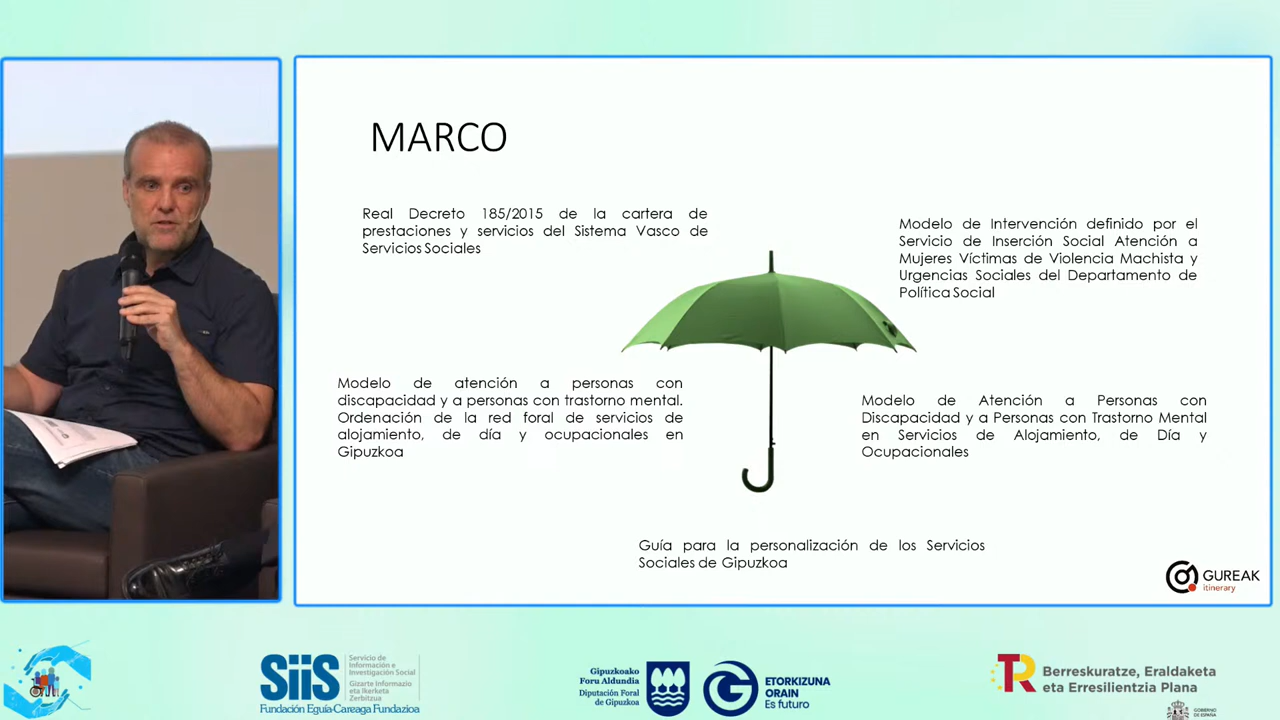 MARCO
Real Decreto 185/2015 de la cartera de
prestaciones y servicios del Sistema Vasco de
Servicios Sociales
Modelo de Intervención definido por el
Servicio de Inserción Social Atención a
Mujeres Víctimas de Violencia Machista y
Urgencias Sociales del Departamento de
Política Social
Modelo de atención a personas con
discapacidad y a personas con trastorno mental.
Ordenación de la red foral de servicios de
alojamiento, de día y ocupacionales en
Gipuzkoa
Modelo de Atención a Personas con
Discapacidad y a Personas con Trastorno Mental
en Servicios de Alojamiento, de Día y
Ocupacionales
Guía para la personalización de los Servicios
Sociales de Gipuzkoa
GUREAK
itinerary
SiiS
Servicio de
Información e
Investigación Social
Gizarte Informazio
eta Ikerketa
Zerbitzua
Fundación Eguía-Careaga Fundazioa
Gipuzkoako
Foru Aldundia
Diputación Foral
de Gipuzkoa
ETORKIZUNA
ORAIN
Es futuro
TR
Berreskuratze, Eraldaketa
eta Erresilientzia Plana
GOBIERNO
DE ESPAÑA